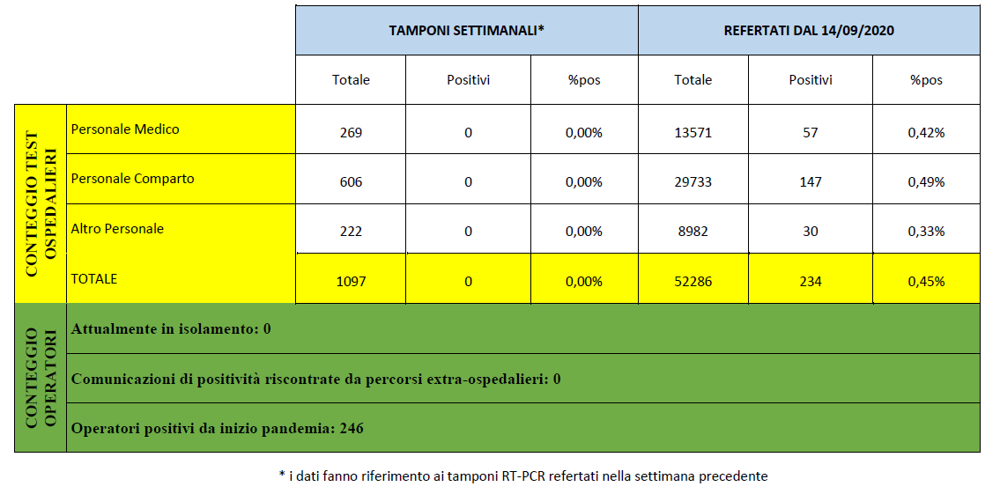 TAMPONI SETTIMANALI* REFERTATI DAL 14/09/2020
Totale Positivi %pos Totale Positivi %pos
CONTEGGIO TEST
OSPEDALIERI
Personale Medico 269 0 0,00% 13571 57 0,42%
Personale Comparto 606 0 0,00% 29733 147 0,49%
Altro Personale 222 0 0,00% 8982 30 0,33%
TOTALE 1097 0 0,00% 52286 234 0,45%
CONTEGGIO
OPERATORI
Attualmente in isolamento: 0
Comunicazioni di positività riscontrate da percorsi extra-ospedalieri: 0
Operatori positivi da inizio pandemia: 246
* i dati fanno riferimento ai tamponi RT-PCR refertati nella settimana precedente